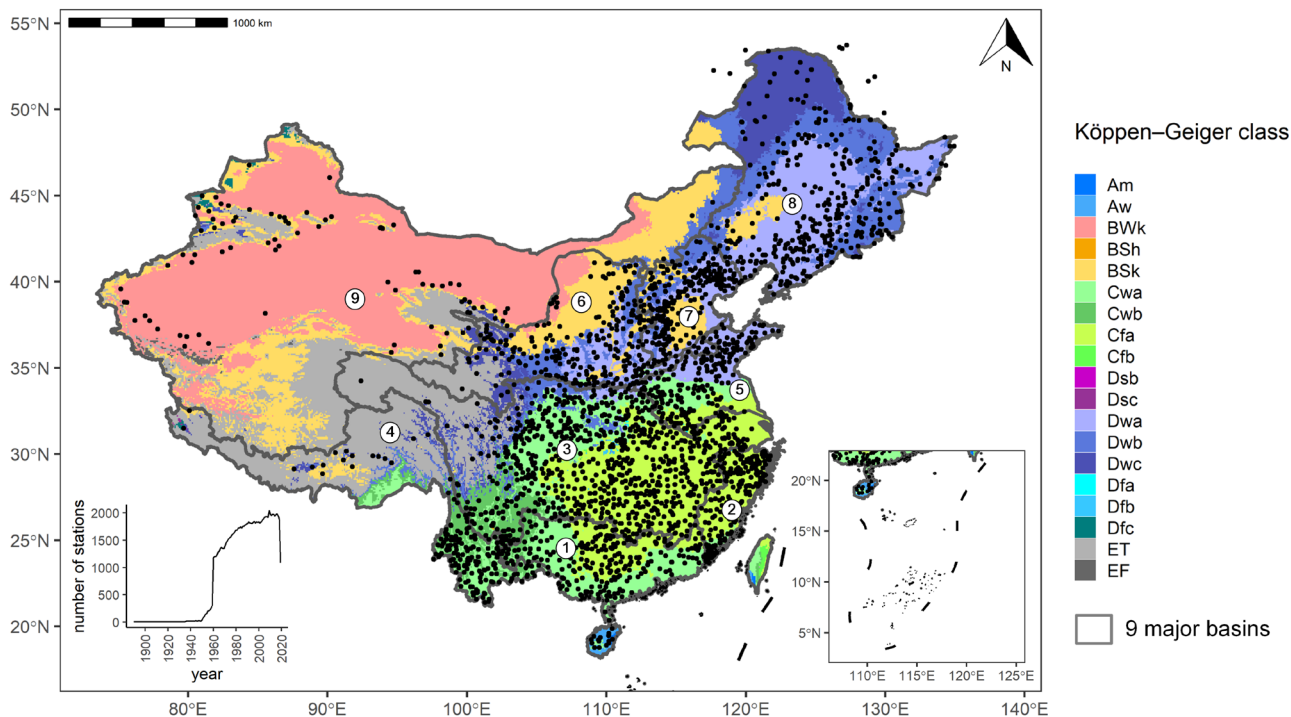 1000 km
N
55°N
50°N
45°N
40°N
35°N
30°N
25°N
20°N
80°E
90°E
100°E
110°E
120°E
130°E
140°E
1
2
3
4
5
6
7
8
9
number of stations
2000
1500
1000
500
0
1900
1920
1940
1960
1980
2000
2020
year
20°N
15°N
10°N
5°N
110°E
115°E
120°E
125°E
Köppen–Geiger class
Am
Aw
BWk
BSh
BSk
Cwa
Cwb
Cfa
Cfb
Dsb
Dsc
Dwa
Dwb
Dwc
Dfa
Dfb
Dfc
ET
EF
9 major basins